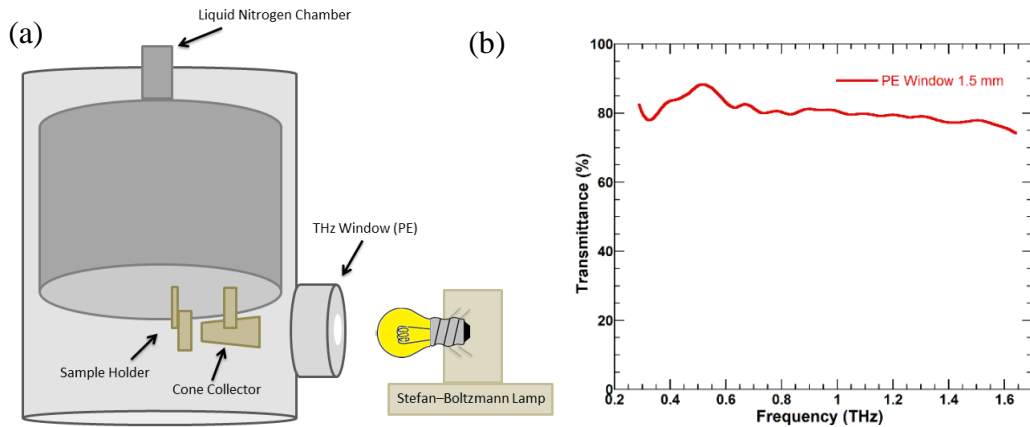 (a)
Liquid Nitrogen Chamber
THz Window (PE)
Sample Holder
Cone Collector
Stefan–Boltzmann Lamp
(b)
100
80
60
40
20
0
Transmittance (%)
PE Window 1.5 mm
0.2 0.4 0.6 0.8 1 1.2 1.4 1.6
Frequency (THz)